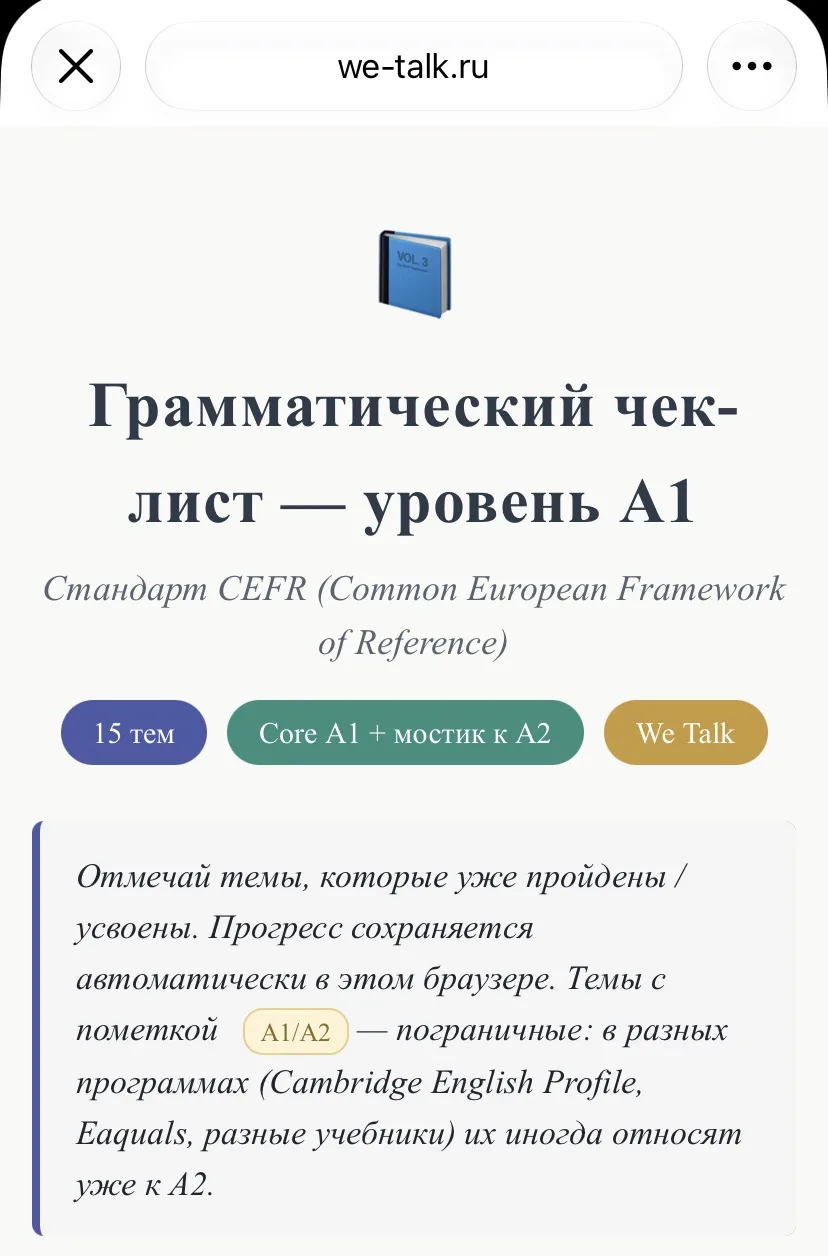 we-talk.ru
VOL. 3
Грамматический чек-
лист — уровень A1
Стандарт CEFR (Common European Framework
of Reference)
15 тем
Core A1 + мостик к A2
We Talk
Отмечай темы, которые уже пройдены /
усвоены. Прогресс сохраняется
автоматически в этом браузере. Темы с
пометкой A1/A2 — пограничные: в разных
программах (Cambridge English Profile,
Eaquals, разные учебники) их иногда относят
уже к A2.